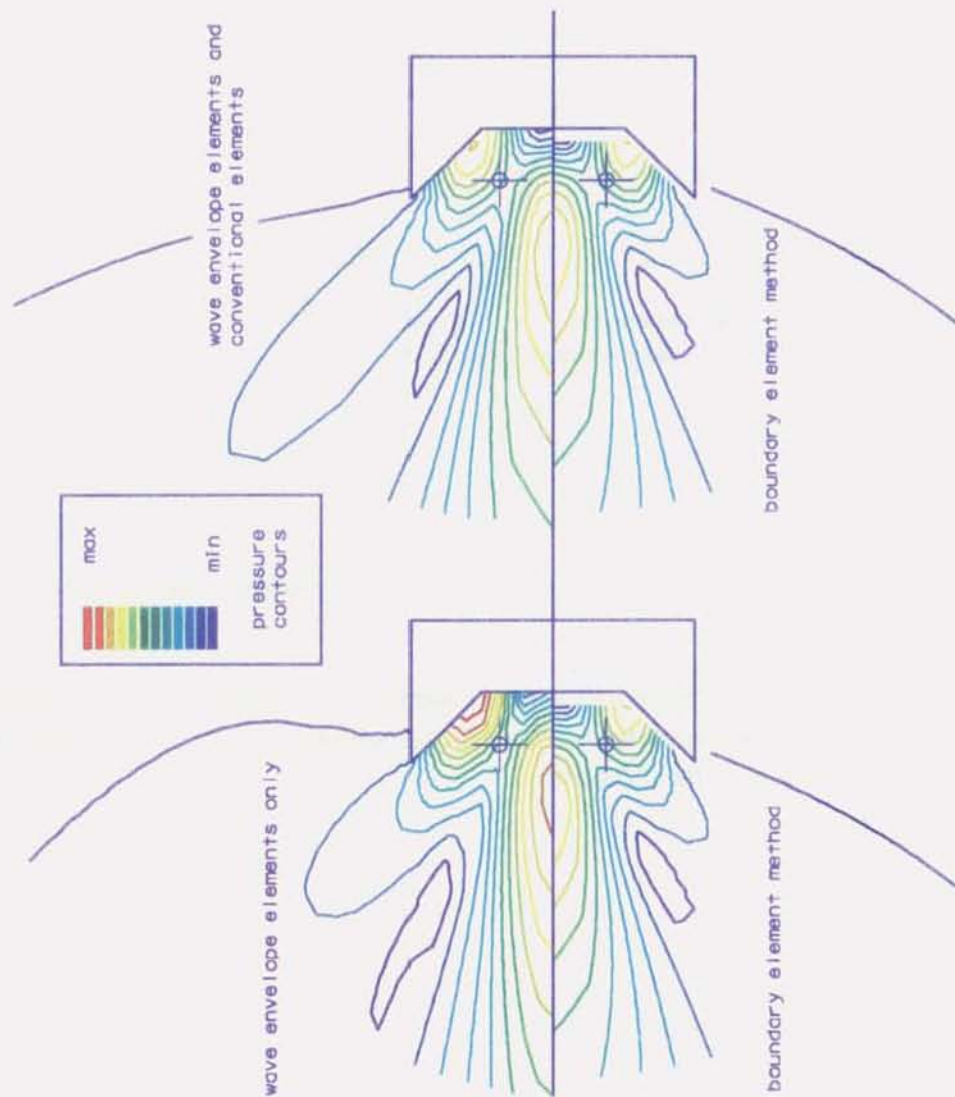 wave envelope elements and
conventional elements
boundary element method
max
min
pressure
contours
wave envelope elements only
boundary element method